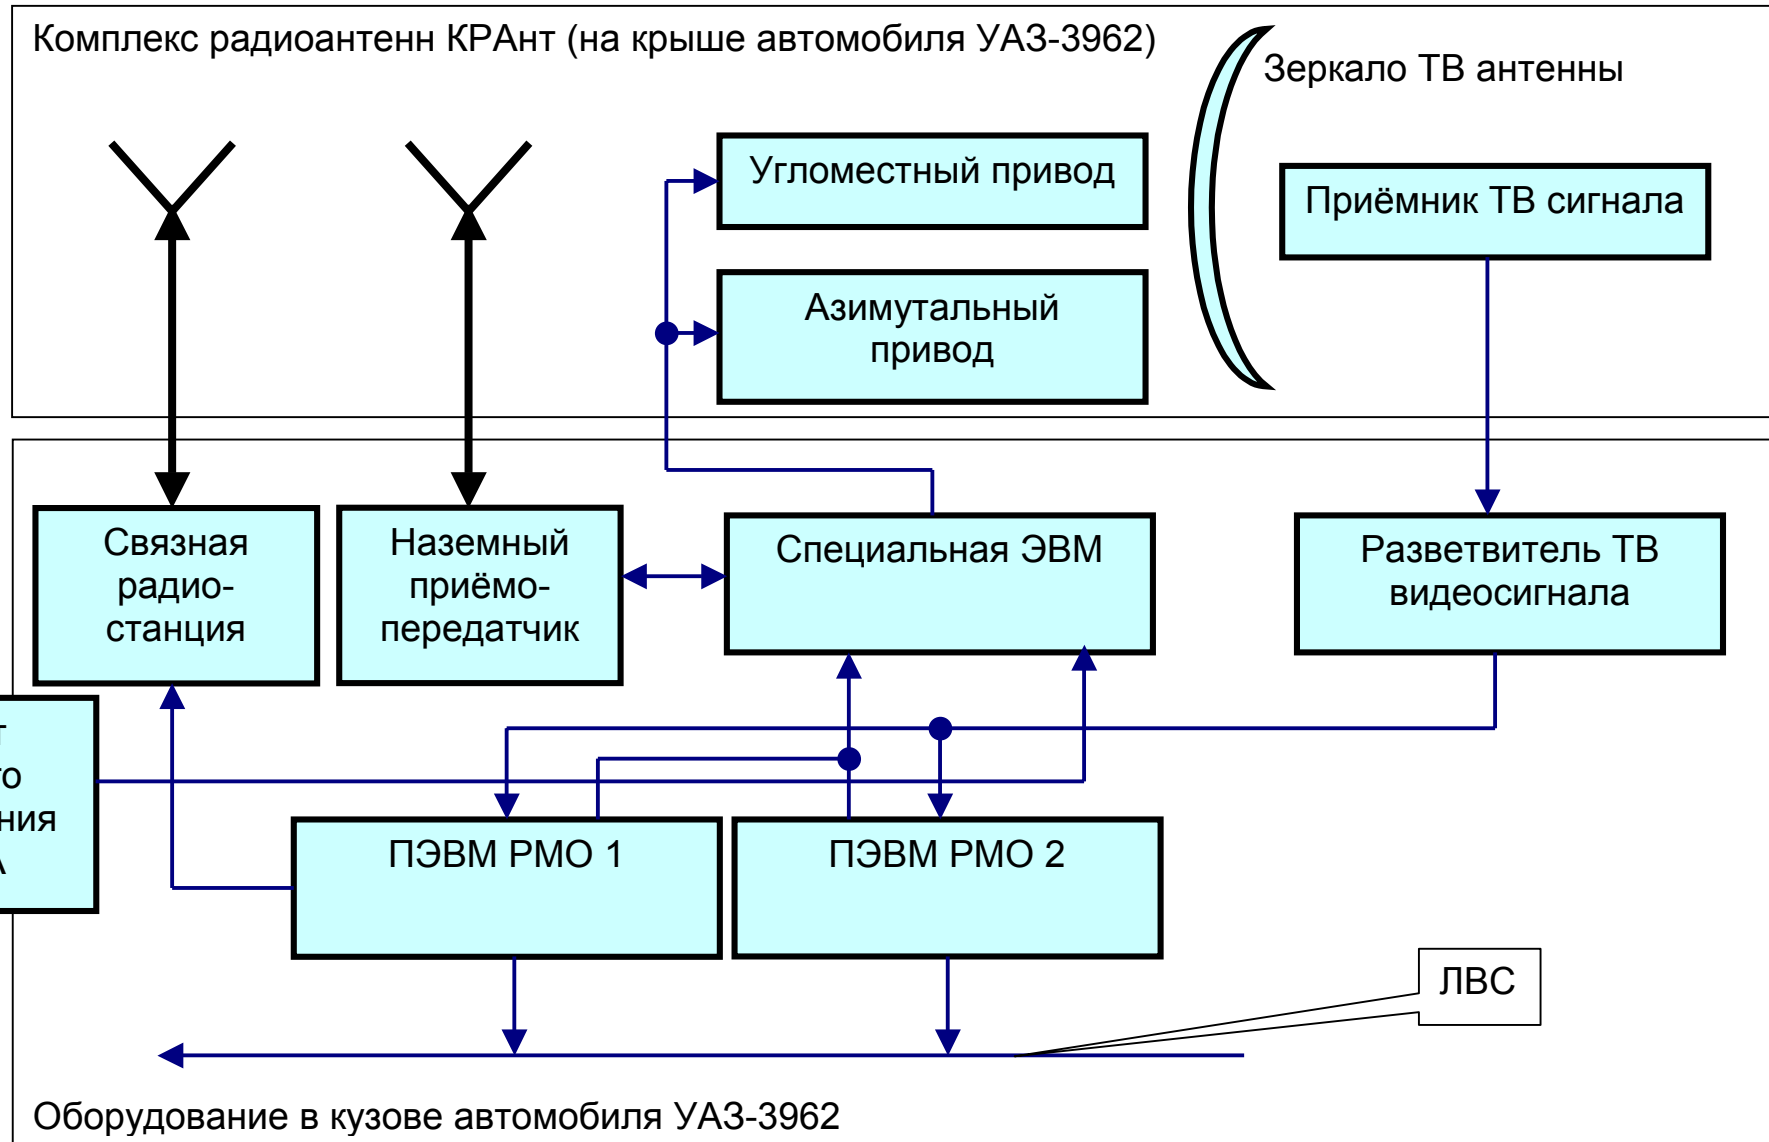 Комплекс радиоантенн КРАнт (на крыше автомобиля УАЗ-3962)
Зеркало ТВ антенны
Угломестный привод
Приёмник ТВ сигнала
Азимутальный
привод
Связная
радио-
станция
Наземный
приёмо-
передатчик
Специальная ЭВМ
Разветвитель ТВ
видеосигнала
ПЭВМ РМО 1
ПЭВМ РМО 2
ЛВС
Оборудование в кузове автомобиля УАЗ-3962